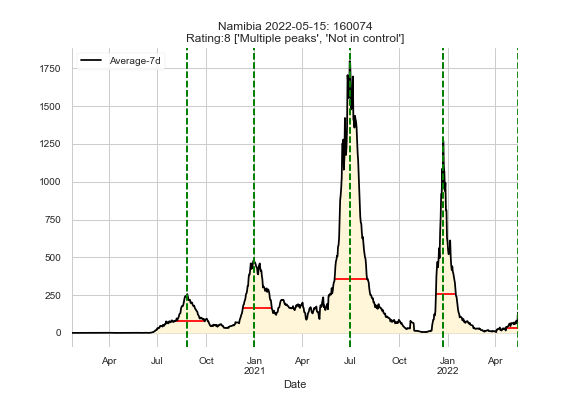 Namibia 2022-05-15: 160074
Rating:8 ['Multiple peaks', 'Not in control']
Average-7d
1750
1500
1250
1000
750
500
250
0
Apr
Jul
Oct
Jan
2021
Apr
Jul
Oct
Jan
2022
Apr
Date